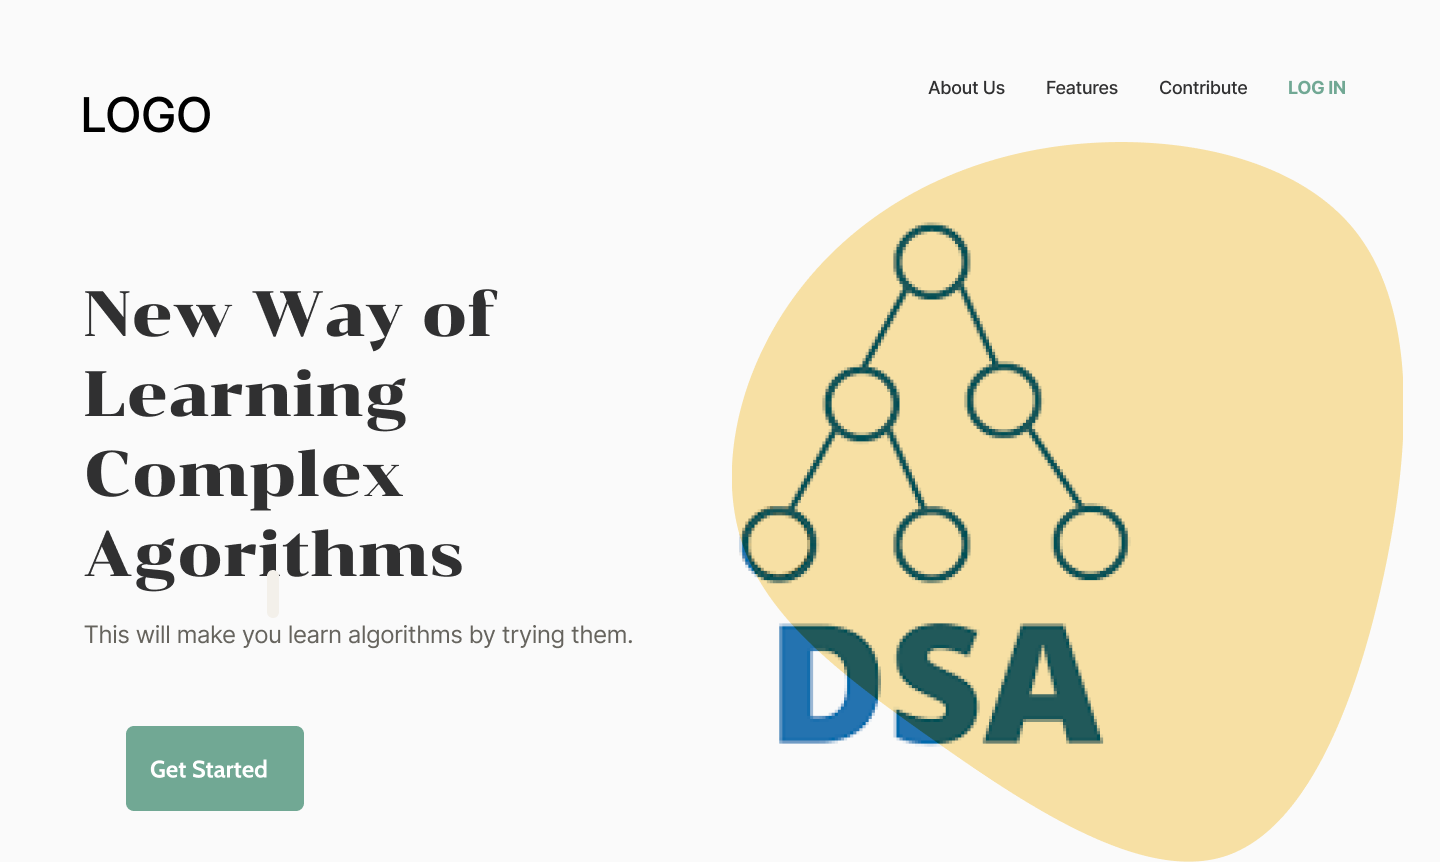 LOGO
About Us Features Contribute LOG IN
New Way of
Learning
Complex
Agorithms
This will make you learn algorithms by trying them.
Get Started
DSA